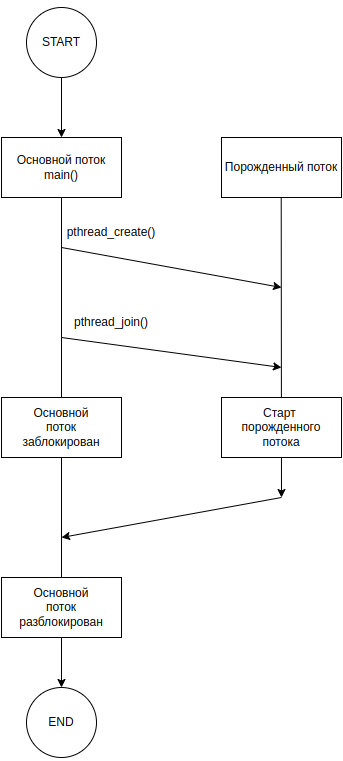 START
Основной поток
main()
Порожденный поток
pthread_create()
pthread_join()
Основной
поток
заблокирован
Старт
порожденного
потока
Основной
поток
разблокирован
END